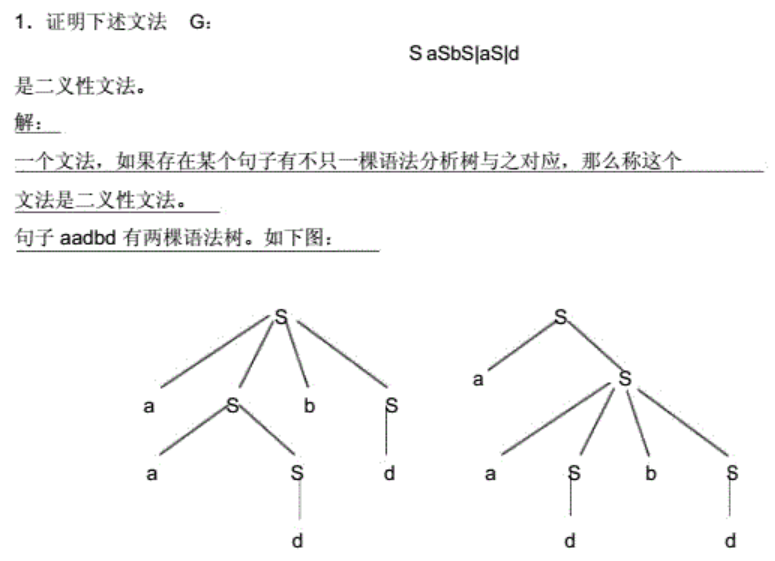 1. 证明下述文法 G:
S aSbS|aS|d
是二义性文法。
解:
一个文法,如果存在某个句子有不只一棵语法分析树与之对应,那么称这个
文法是二义性文法。
句子 aadbd 有两棵语法树。如下图:
S S
a S
a S b S
a S d a S b S
d d d